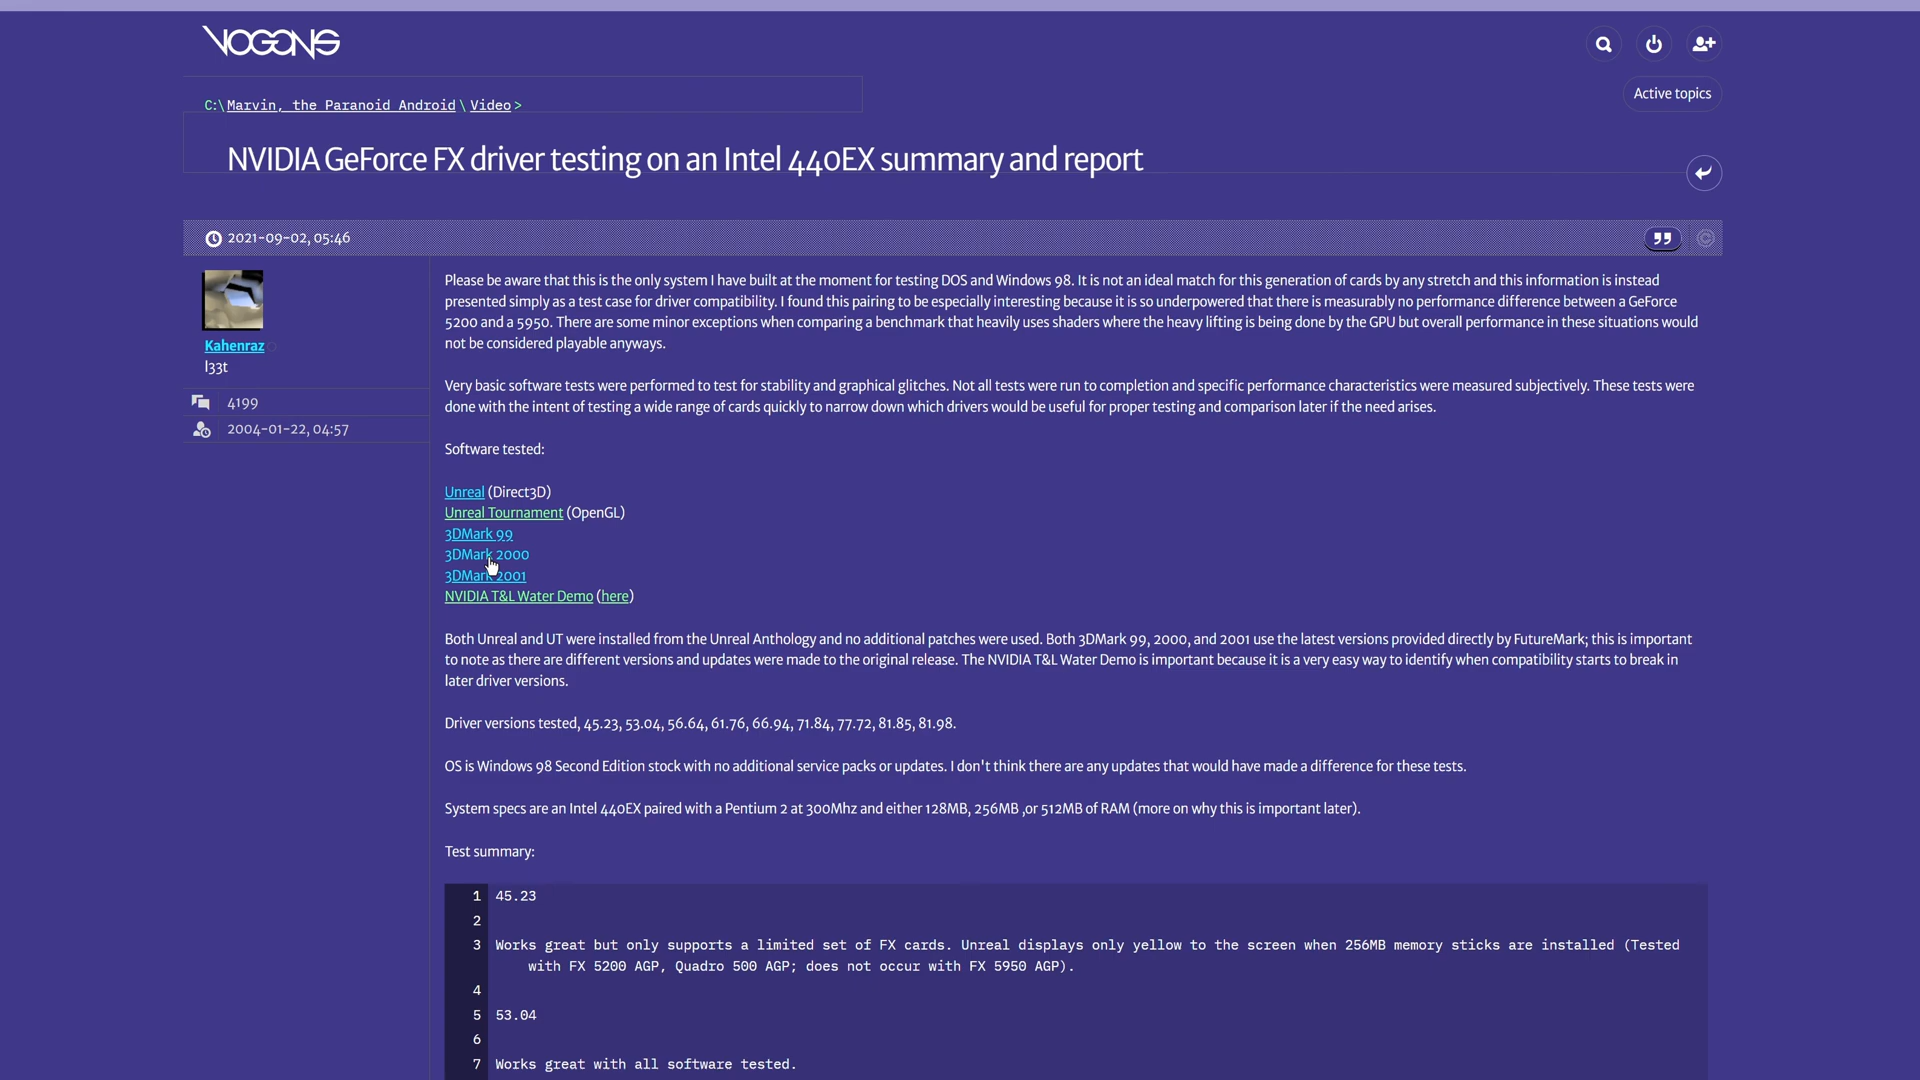 VOGONS
C:\Marvin, the Paranoid Android\Video>
Active topics
NVIDIA GeForce FX driver testing on an Intel 440EX summary and report
2021-09-02, 05:46
Kahenraz
l33t
4199
2004-01-22, 04:57
Please be aware that this is the only system I have built at the moment for testing DOS and Windows 98. It is not an ideal match for this generation of cards by any stretch and this information is instead
presented simply as a test case for driver compatibility. I found this pairing to be especially interesting because it is so underpowered that there is measurably no performance difference between a GeForce
5200 and a 5950. There are some minor exceptions when comparing a benchmark that heavily uses shaders where the heavy lifting is being done by the GPU but overall performance in these situations would
not be considered playable anyways.
Very basic software tests were performed to test for stability and graphical glitches. Not all tests were run to completion and specific performance characteristics were measured subjectively. These tests were
done with the intent of testing a wide range of cards quickly to narrow down which drivers would be useful for proper testing and comparison later if the need arises.
Software tested:
Unreal (Direct3D)
Unreal Tournament (OpenGL)
3DMark 99
3DMark 2000
3DMark 2001
NVIDIA T&L Water Demo (here)
Both Unreal and UT were installed from the Unreal Anthology and no additional patches were used. Both 3DMark 99, 2000, and 2001 use the latest versions provided directly by FutureMark; this is important
to note as there are different versions and updates were made to the original release. The NVIDIA T&L Water Demo is important because it is a very easy way to identify when compatibility starts to break in
later driver versions.
Driver versions tested, 45.23, 53.04, 56.64, 61.76, 66.94, 71.84, 77.72, 81.85, 81.98.
OS is Windows 98 Second Edition stock with no additional service packs or updates. I don't think there are any updates that would have made a difference for these tests.
System specs are an Intel 440EX paired with a Pentium 2 at 300Mhz and either 128MB, 256MB ,or 512MB of RAM (more on why this is important later).
Test summary:
1 45.23
2
3 Works great but only supports a limited set of FX cards. Unreal displays only yellow to the screen when 256MB memory sticks are installed (Tested
with FX 5200 AGP, Quadro 500 AGP; does not occur with FX 5950 AGP).
4
5 53.04
6
7 Works great with all software tested.